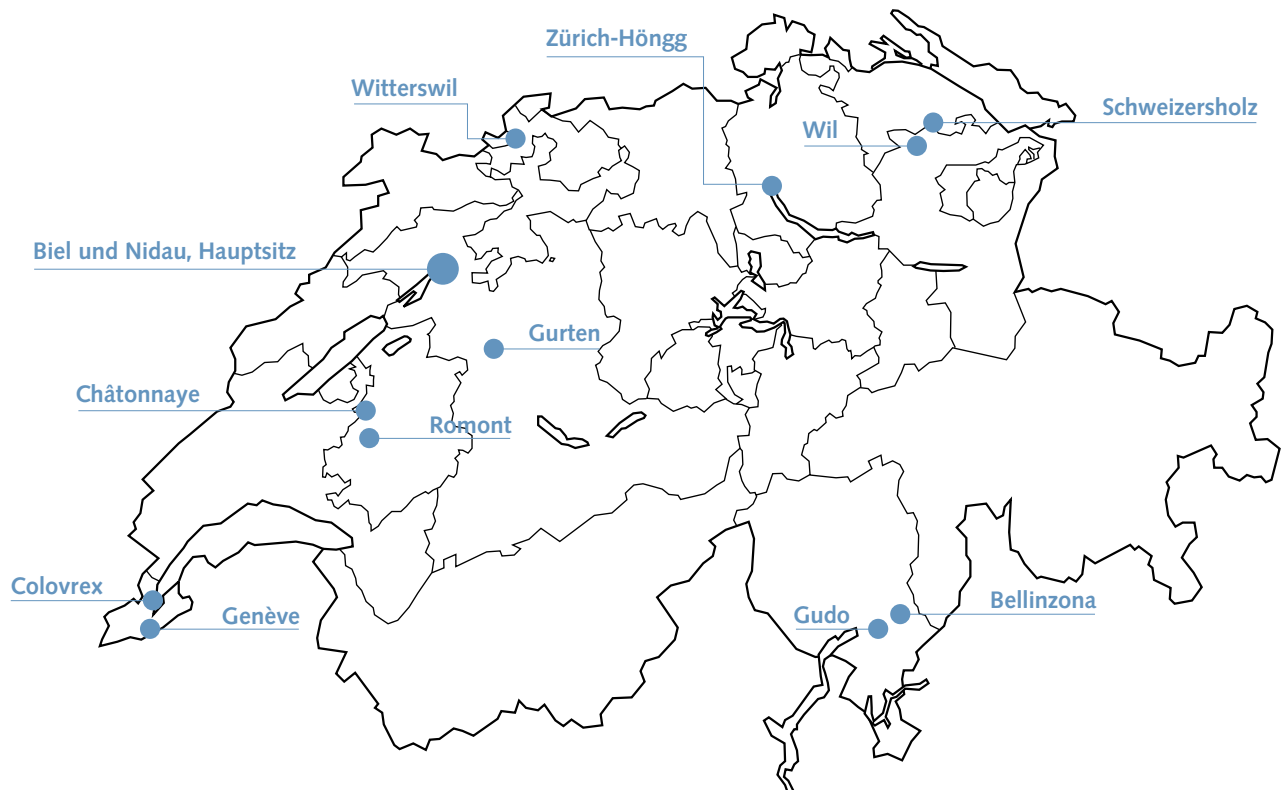 Zürich-Höngg
Witterswil
Schweizersholz
Wil
Biel und Nidau, Hauptsitz
Gurten
Châtonnaye
Romont
Colovrex
Genève
Bellinzona
Gudo